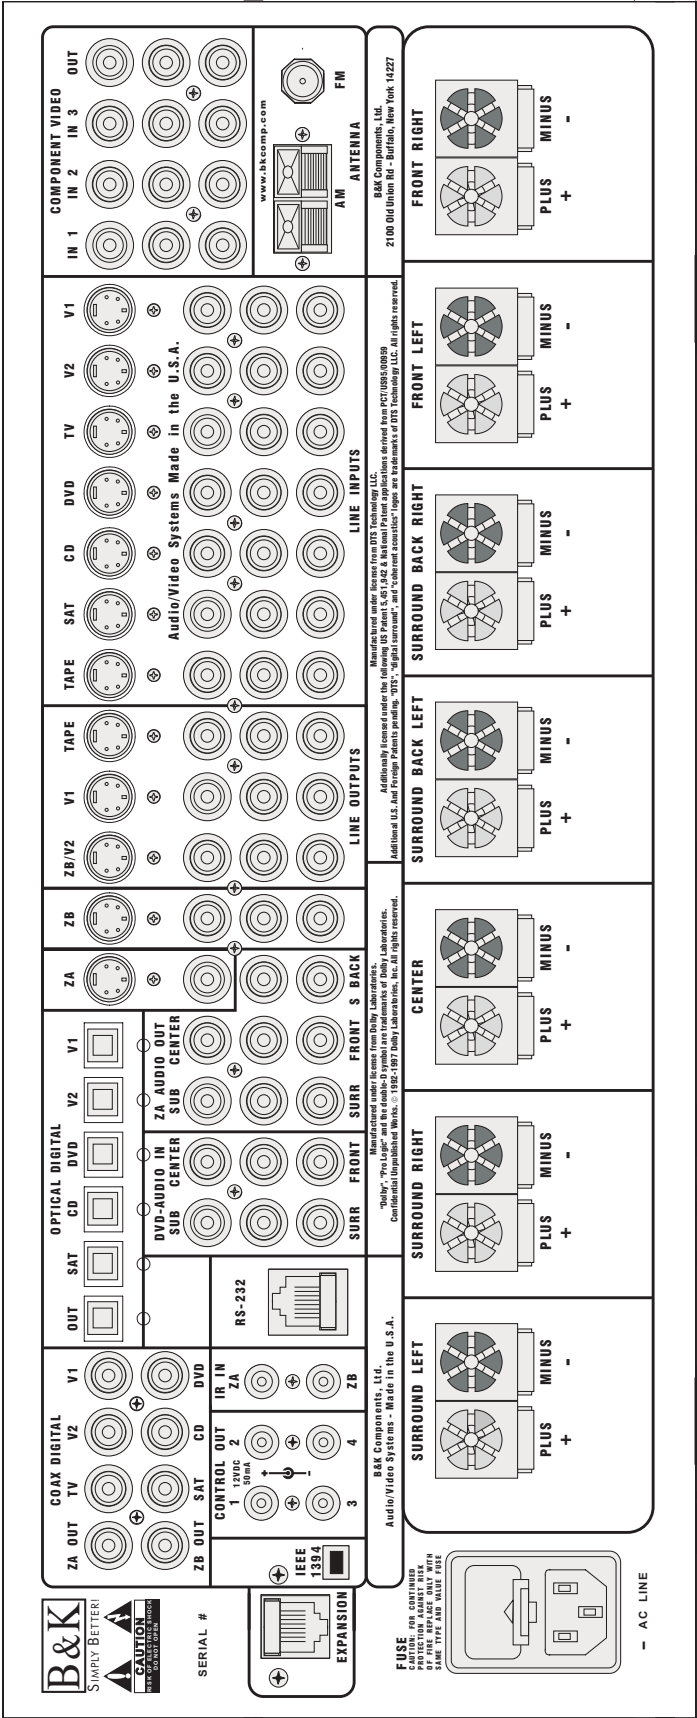 B&K
SIMPLY BETTER!
CAUTION
RISK OF ELECTRIC SHOCK
DO NOT OPEN
SERIAL #
EXPANSION
COAX DIGITAL
ZA OUT TV V2 V1
ZB OUT SAT CD DVD
CONTROL OUT
1 12VDC 50mA 2
+ -
3 4
IR IN
ZA
ZB
IEEE
1394
RS-232
OPTICAL DIGITAL
OUT SAT CD DVD V2 V1
DVD-AUDIO IN
SUB CENTER
SURR FRONT
ZA AUDIO OUT
SUB CENTER
SURR FRONT S BACK
ZA
ZB
ZB/V2 V1 TAPE
LINE OUTPUTS
TAPE SAT CD DVD TV V2 V1
Audio/Video Systems Made in the U.S.A.
LINE INPUTS
COMPONENT VIDEO
IN 1 IN 2 IN 3 OUT
www.bkcomp.com
AM FM
ANTENNA
B&K Components, Ltd.
Audio/Video Systems - Made in the U.S.A.
Manufactured under license from Dolby Laboratories.
"Dolby", "Pro Logic" and the double-D symbol are trademarks of Dolby Laboratories.
Confidential Unpublished Works. © 1992-1997 Dolby Laboratories, Inc. All rights reserved.
Manufactured under license from DTS Technology LLC.
Additionally licensed under the following US Patent 5,451,942 & National Patent applications derived from PCT/US95/00959
Additional U.S. And Foreign Patents pending. "DTS", "digital surround", and "coherent acoustics" logos are trademarks of DTS Technology LLC. All rights reserved.
B&K Components, Ltd.
2100 Old Union Rd - Buffalo, New York 14227
FUSE
CAUTION: FOR CONTINUED
PROTECTION AGAINST RISK
OF FIRE REPLACE ONLY WITH
SAME TYPE AND VALUE FUSE
– AC LINE
SURROUND LEFT
PLUS MINUS
+ -
SURROUND RIGHT
PLUS MINUS
+ -
CENTER
PLUS MINUS
+ -
SURROUND BACK LEFT
PLUS MINUS
+ -
SURROUND BACK RIGHT
PLUS MINUS
+ -
FRONT LEFT
PLUS MINUS
+ -
FRONT RIGHT
PLUS MINUS
+ -